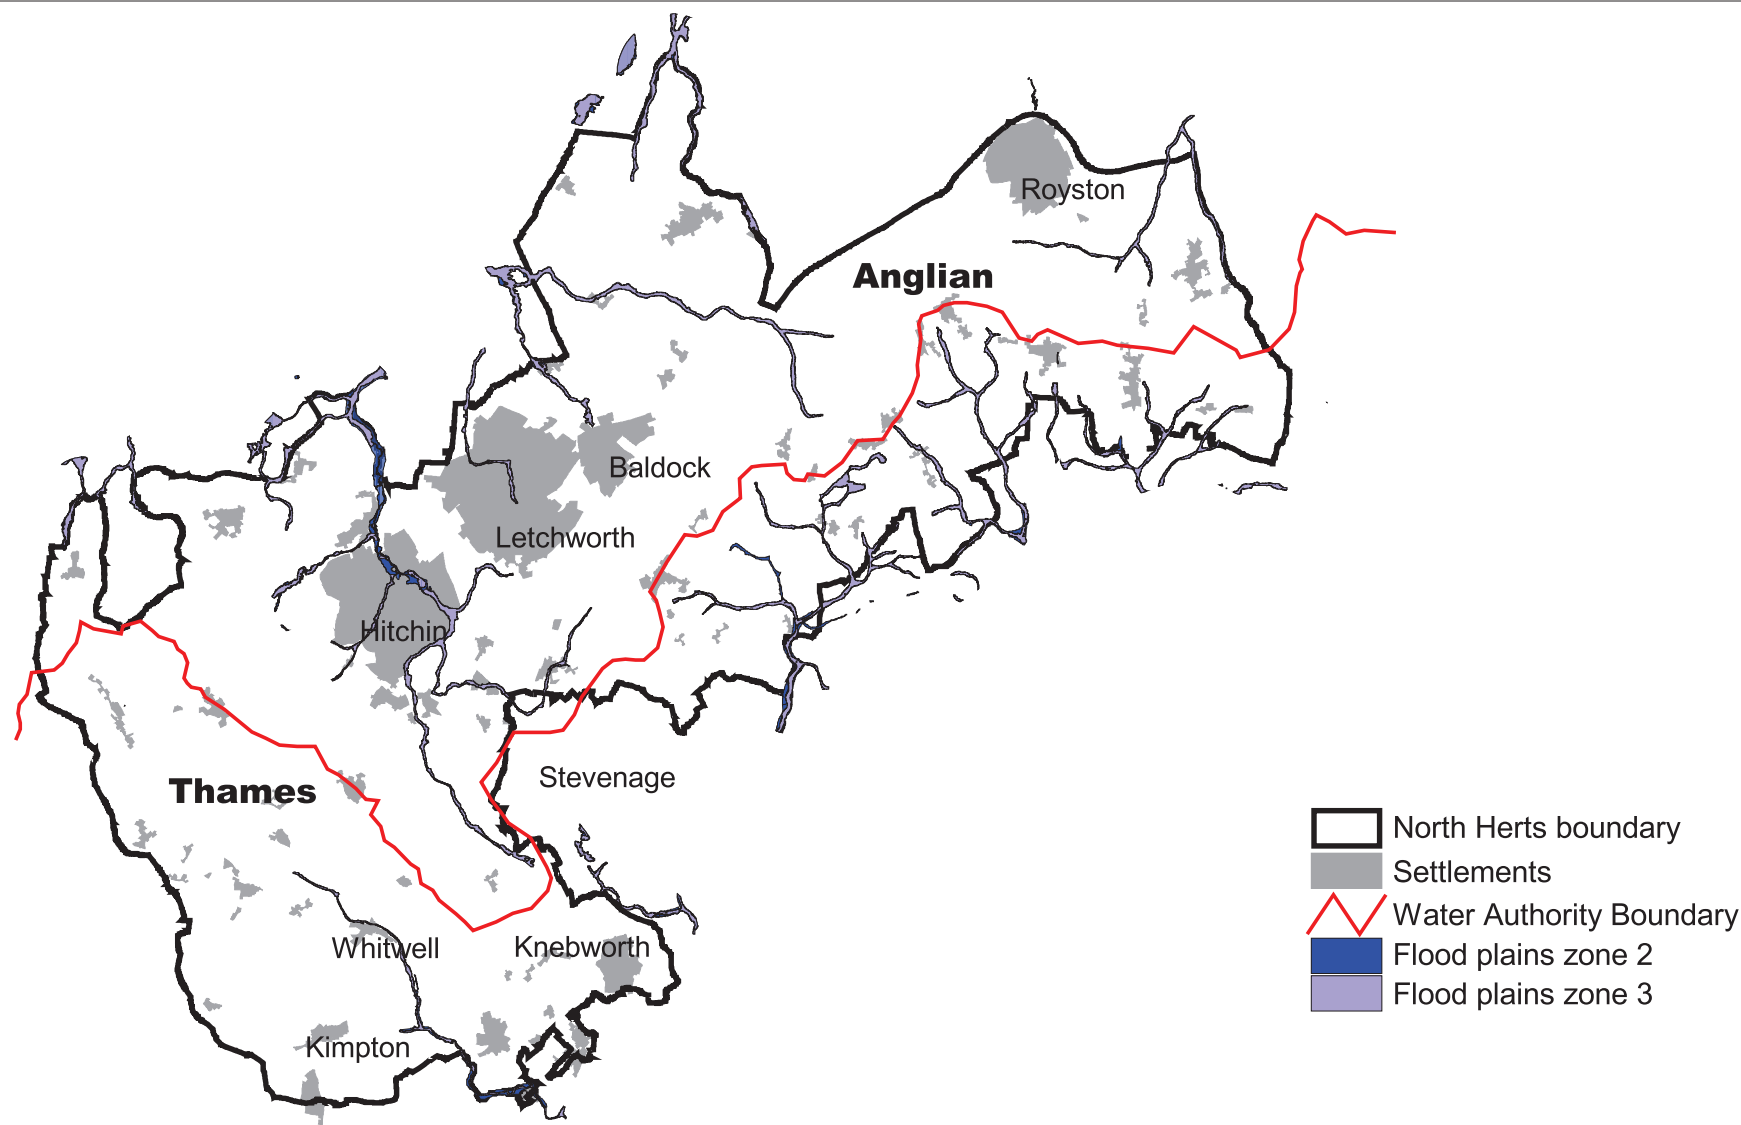 Royston
Anglian
Baldock
Letchworth
Hitchin
Stevenage
Thames
North Herts boundary
Settlements
Water Authority Boundary
Flood plains zone 2
Flood plains zone 3
Whitwell
Knebworth
Kimpton